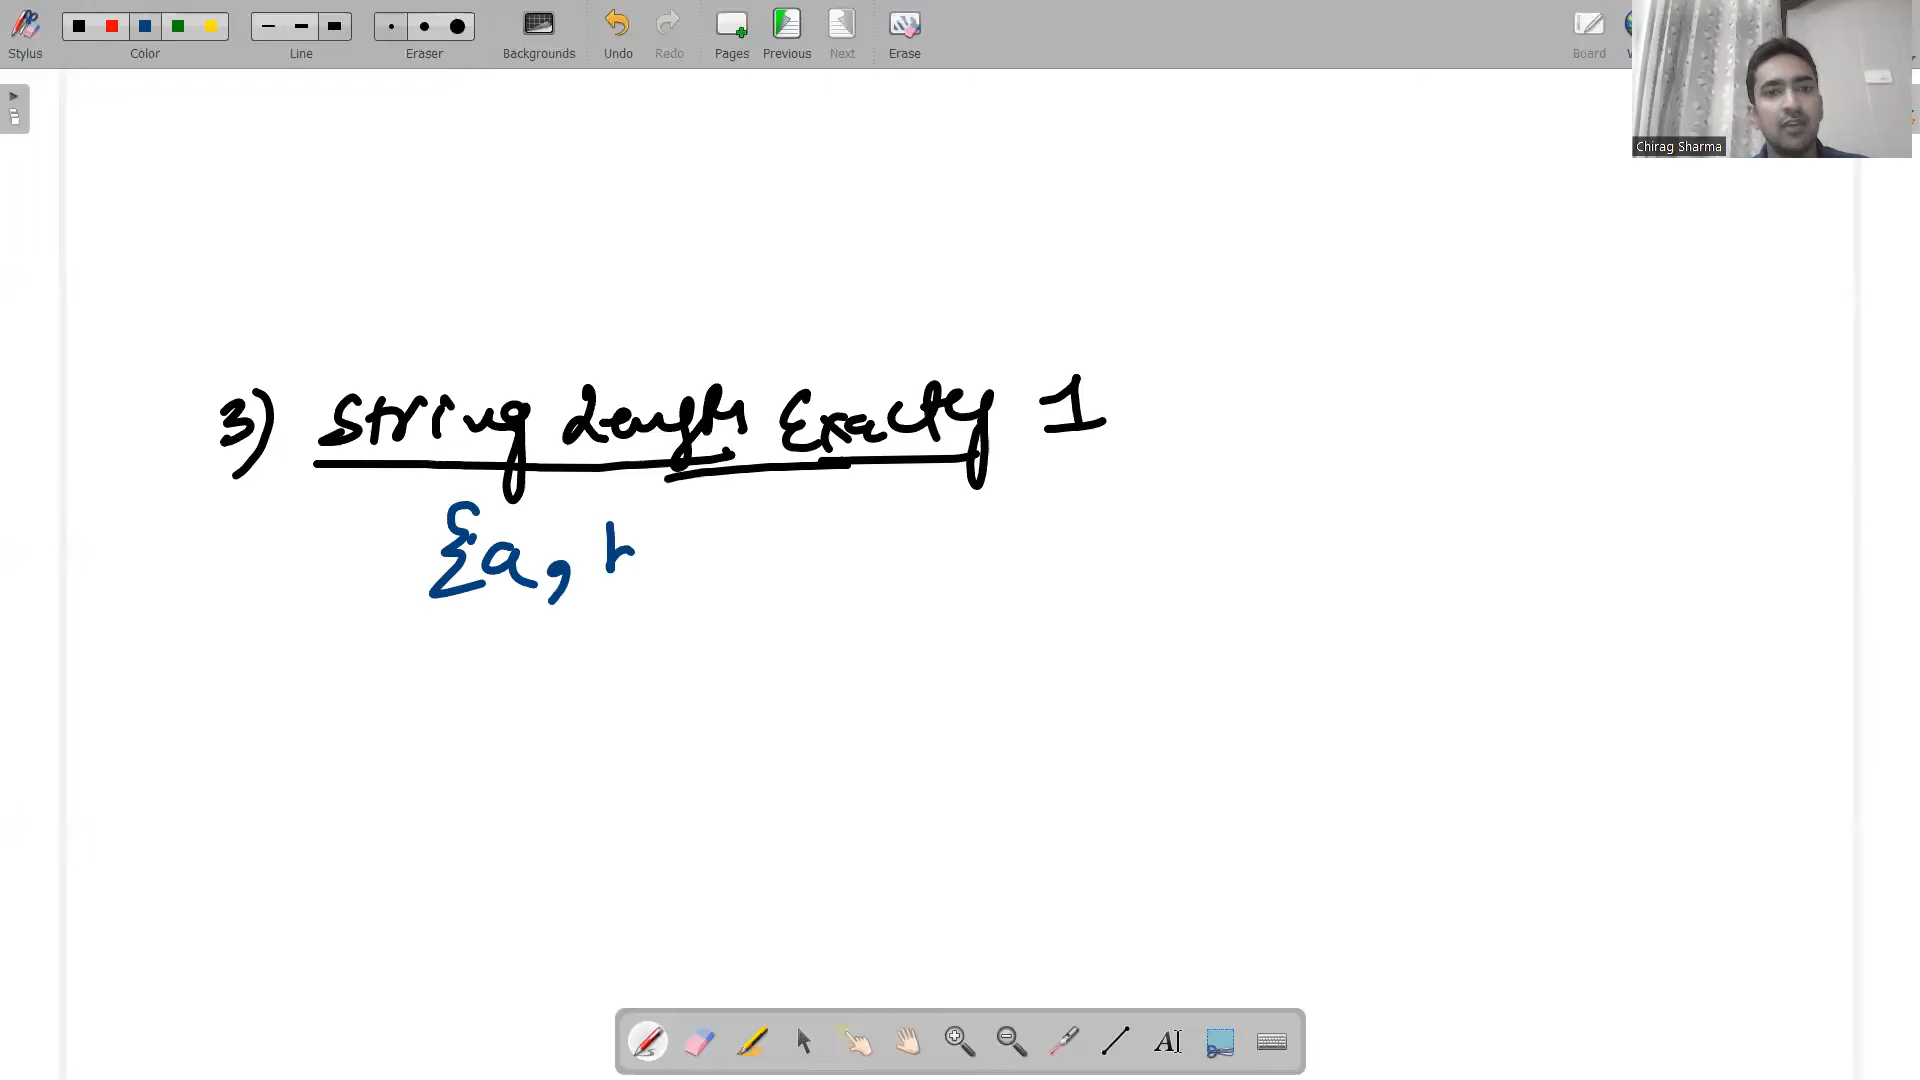 Stylus Color Line Eraser Backgrounds Undo Redo Pages Previous Next Erase Board
Chirag Sharma
3) String Length Exactly 1
{a,